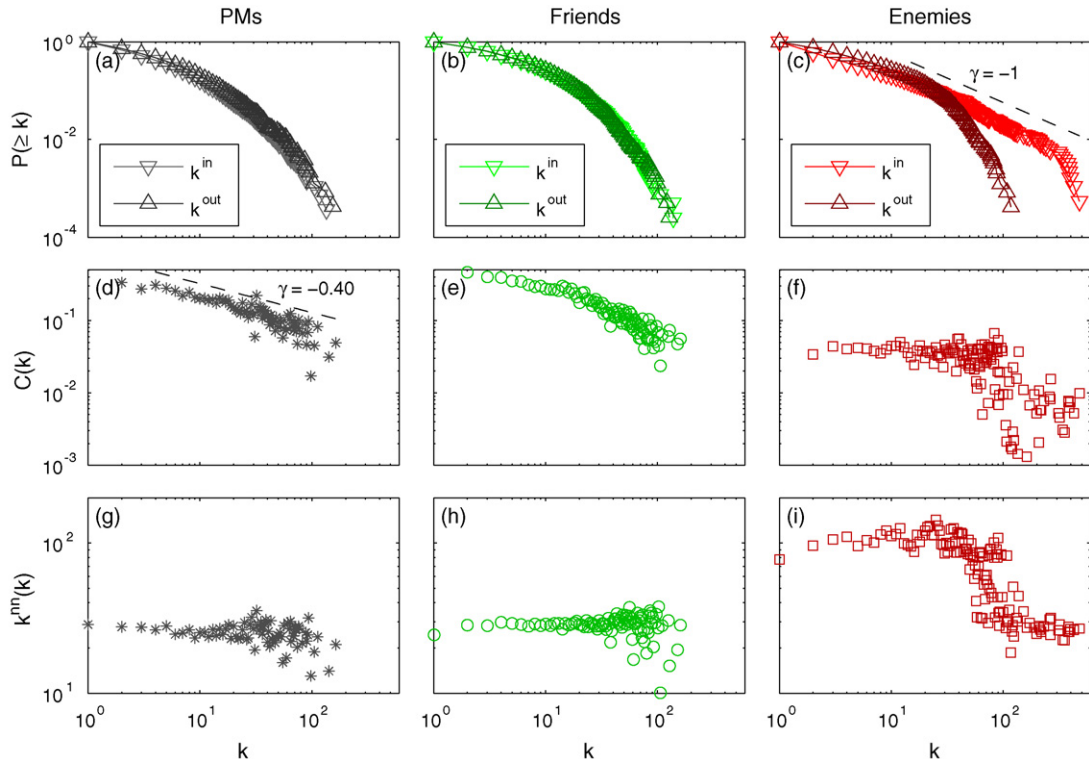 PMs Friends Enemies
10^0 (a) (b) (c) γ = −1
P(≥ k) 10^-2
k^in k^in k^in
k^out k^out k^out
10^-4
(d) γ = −0.40 (e) (f)
10^-1
C(k) 10^-2
10^-3
(g) (h) (i)
10^2
k^nn(k)
10^1
10^0 10^1 10^2 10^0 10^1 10^2 10^0 10^1 10^2
k k k